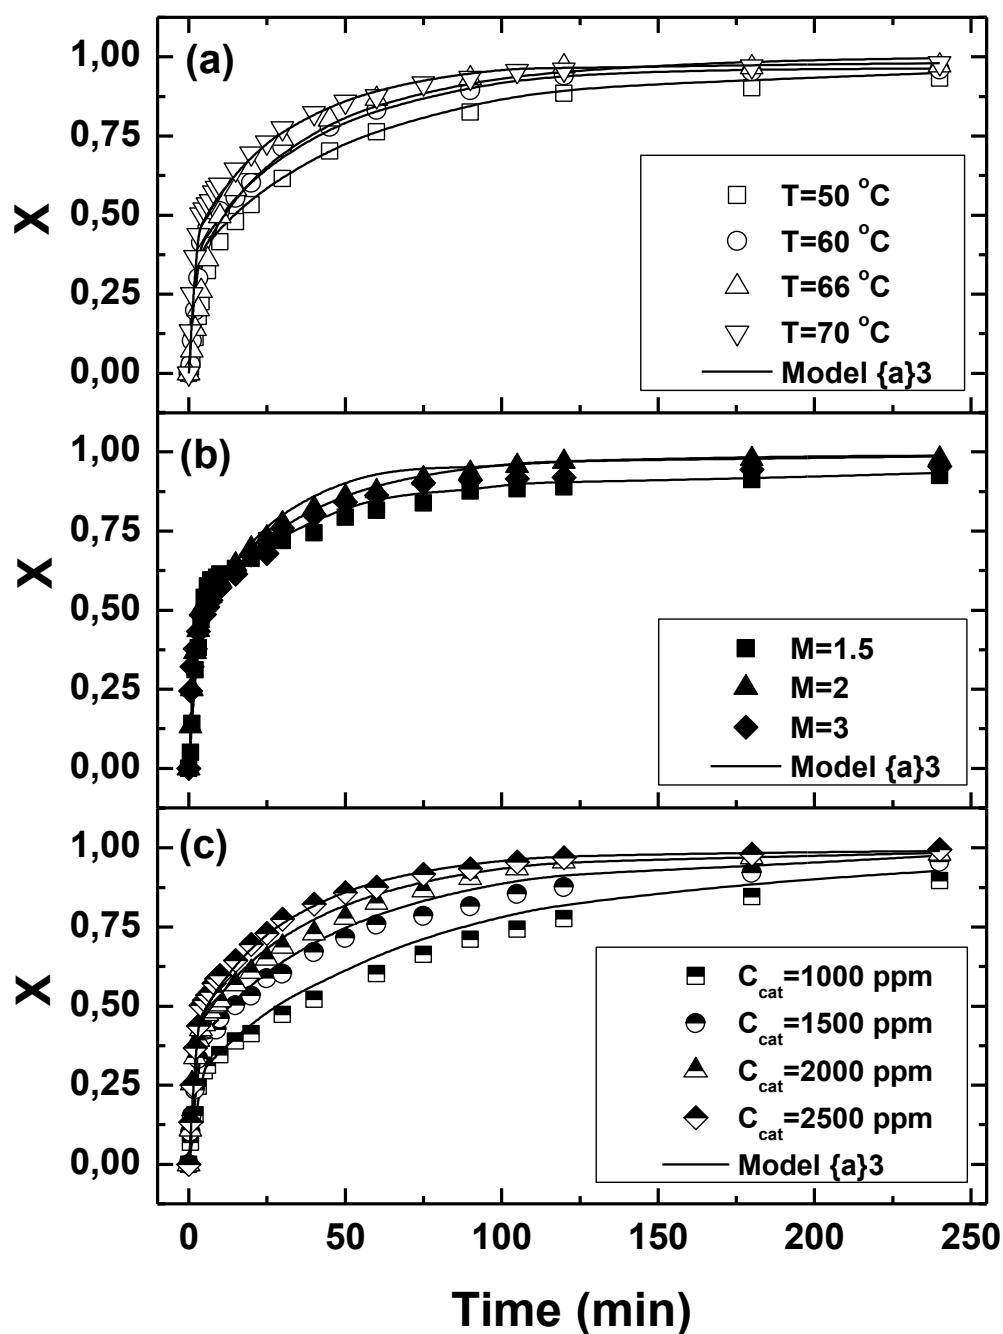 (a)
1,00
0,75
0,50
0,25
0,00
X
T=50 °C
T=60 °C
T=66 °C
T=70 °C
Model {a}3
(b)
1,00
0,75
0,50
0,25
0,00
X
M=1.5
M=2
M=3
Model {a}3
(c)
1,00
0,75
0,50
0,25
0,00
X
Ccat=1000 ppm
Ccat=1500 ppm
Ccat=2000 ppm
Ccat=2500 ppm
Model {a}3
0 50 100 150 200 250
Time (min)